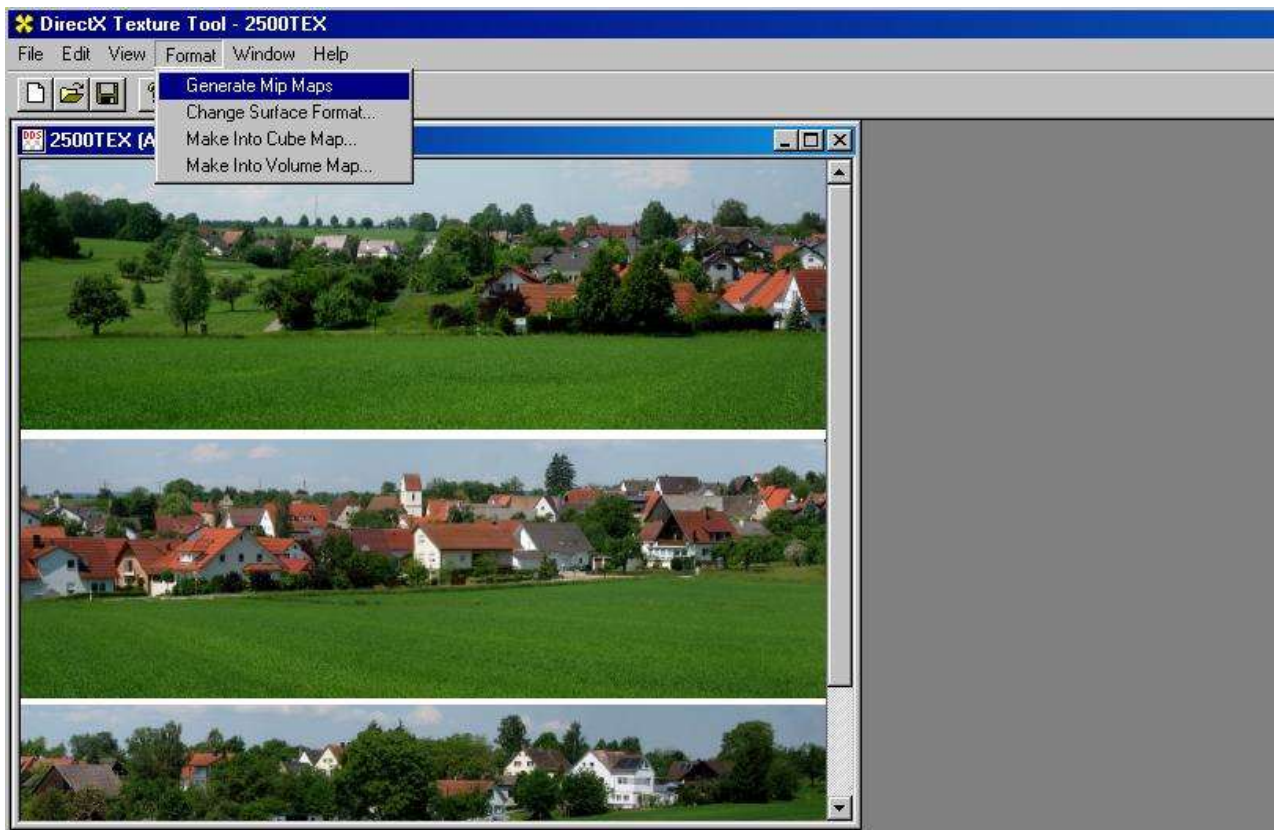 DirectX Texture Tool - 2500TEX
File Edit View Format Window Help
Generate Mip Maps
Change Surface Format...
Make Into Cube Map...
Make Into Volume Map...
DDS 2500TEX (A